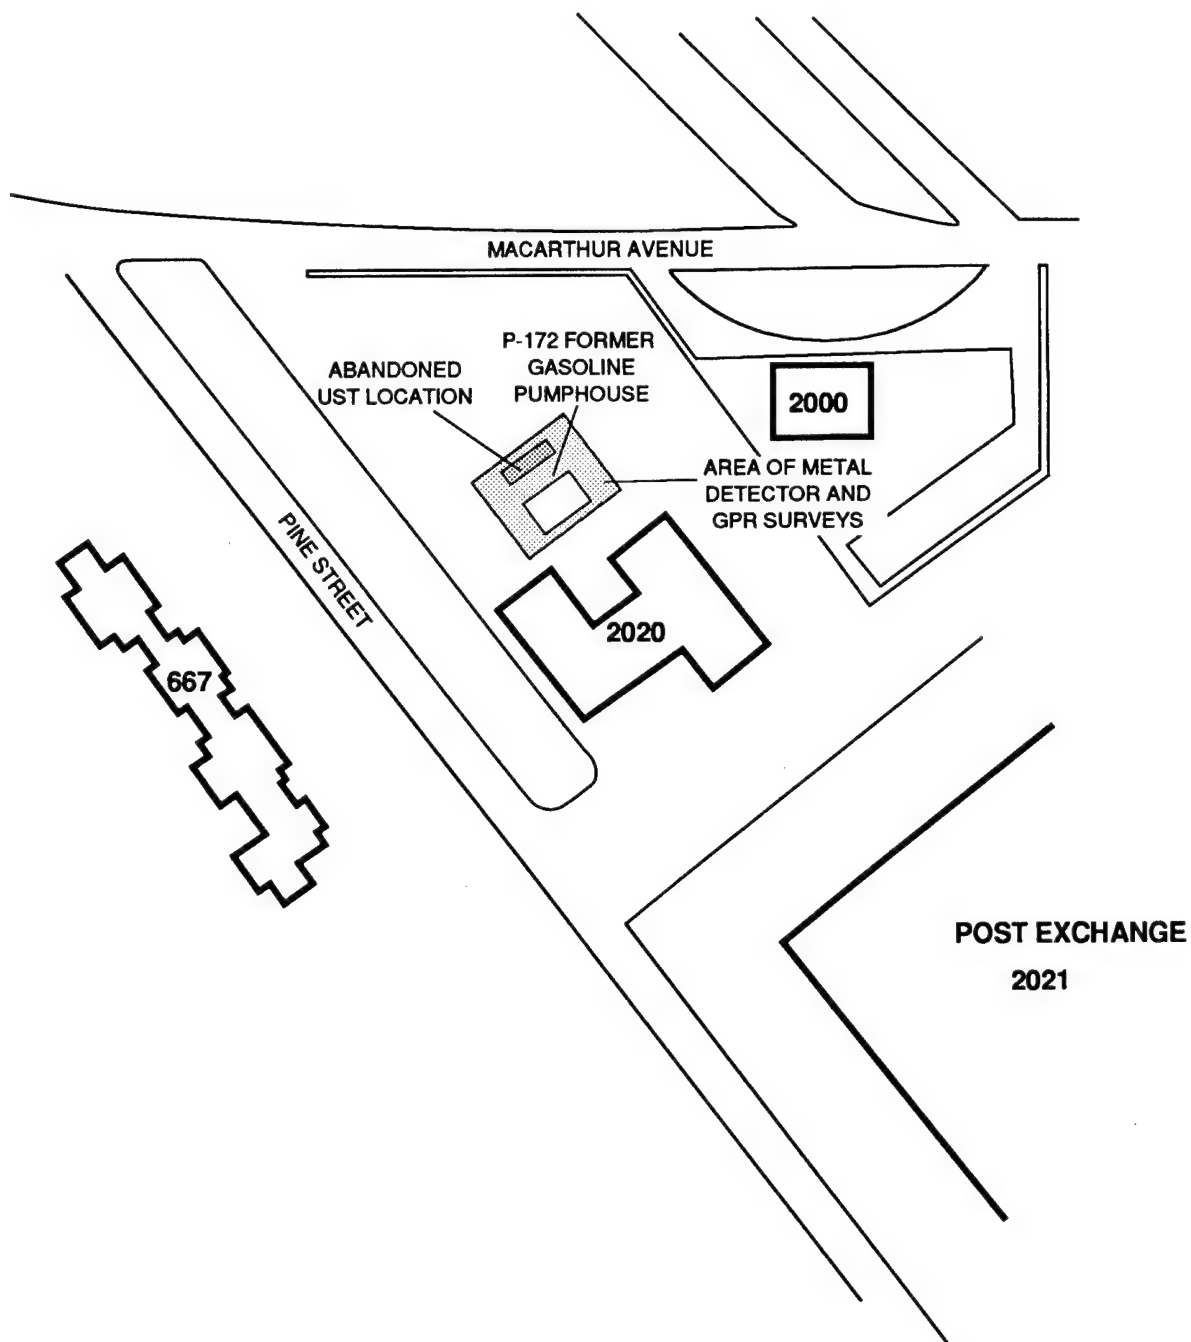 MACARTHUR AVENUE
P-172 FORMER
GASOLINE
PUMPHOUSE
ABANDONED
UST LOCATION
2000
AREA OF METAL
DETECTOR AND
GPR SURVEYS
PINE STREET
2020
667
POST EXCHANGE
2021